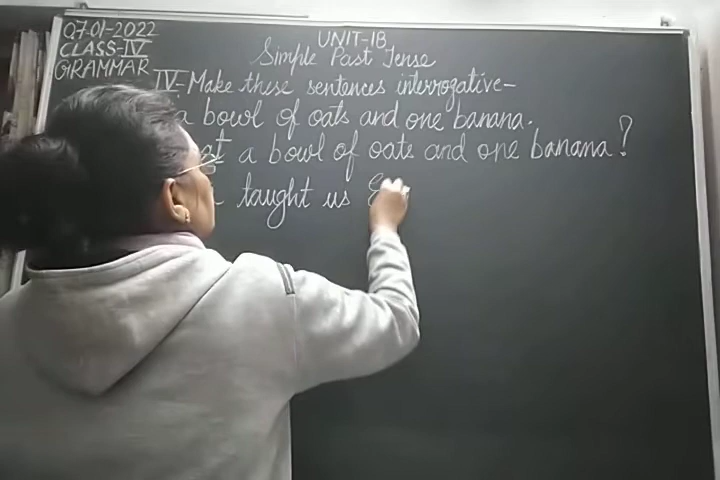 07-01-2022
CLASS-IV
GRAMMAR
UNIT-1B
Simple Past Tense
IV. Make these sentences interrogative-
a bowl of oats and one banana.
a bowl of oats and one banana?
taught us